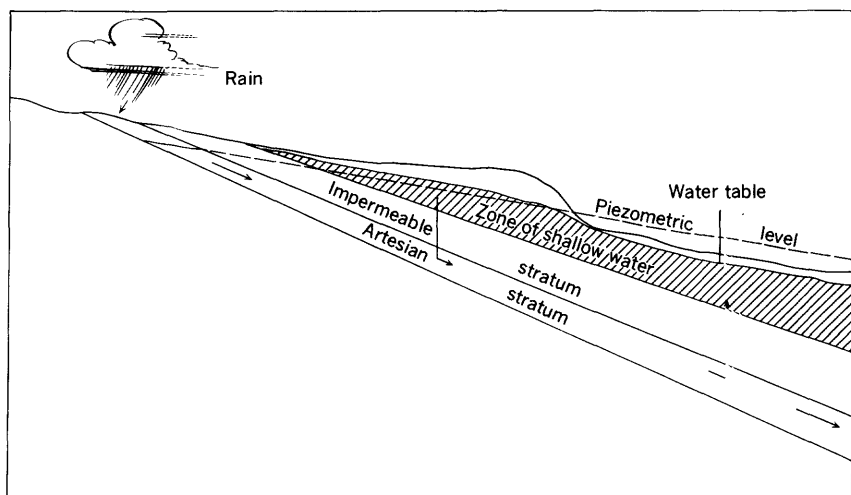 Rain
Water table
Piezometric level
Zone of shallow water
Impermeable stratum
Artesian stratum